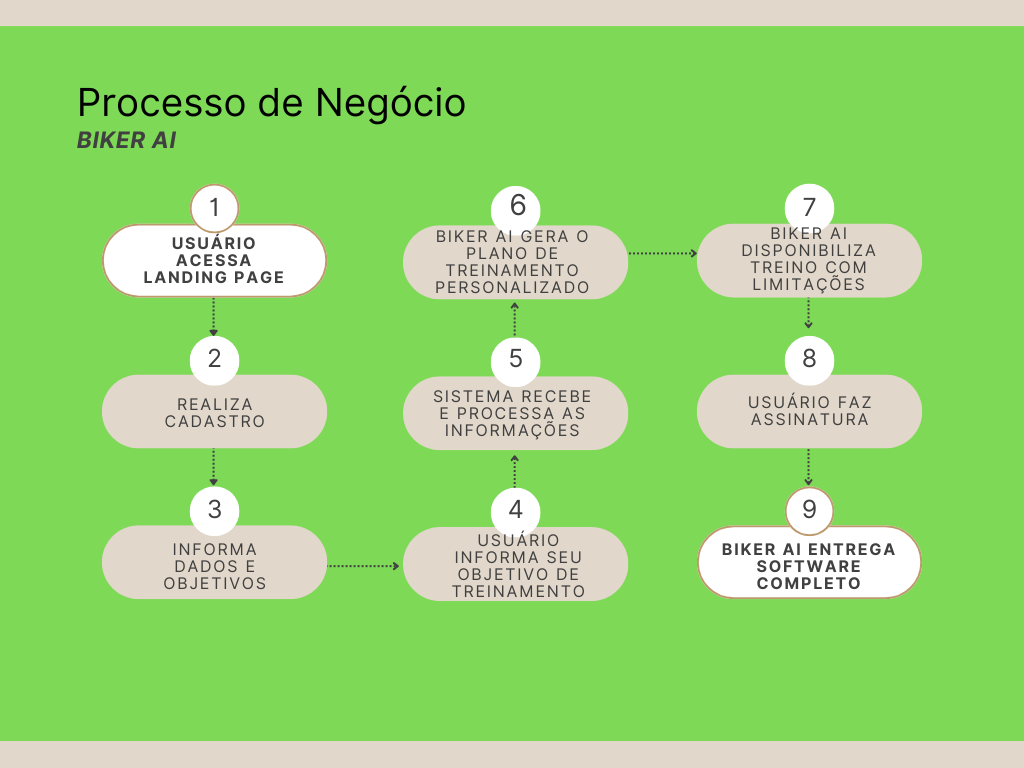 Processo de Negócio
BIKER AI
1
USUÁRIO
ACESSA
LANDING PAGE
2
REALIZA
CADASTRO
3
INFORMA
DADOS E
OBJETIVOS
4
USUÁRIO
INFORMA SEU
OBJETIVO DE
TREINAMENTO
5
SISTEMA RECEBE
E PROCESSA AS
INFORMAÇÕES
6
BIKER AI GERA O
PLANO DE
TREINAMENTO
PERSONALIZADO
7
BIKER AI
DISPONIBILIZA
TREINO COM
LIMITAÇÕES
8
USUÁRIO FAZ
ASSINATURA
9
BIKER AI ENTREGA
SOFTWARE
COMPLETO